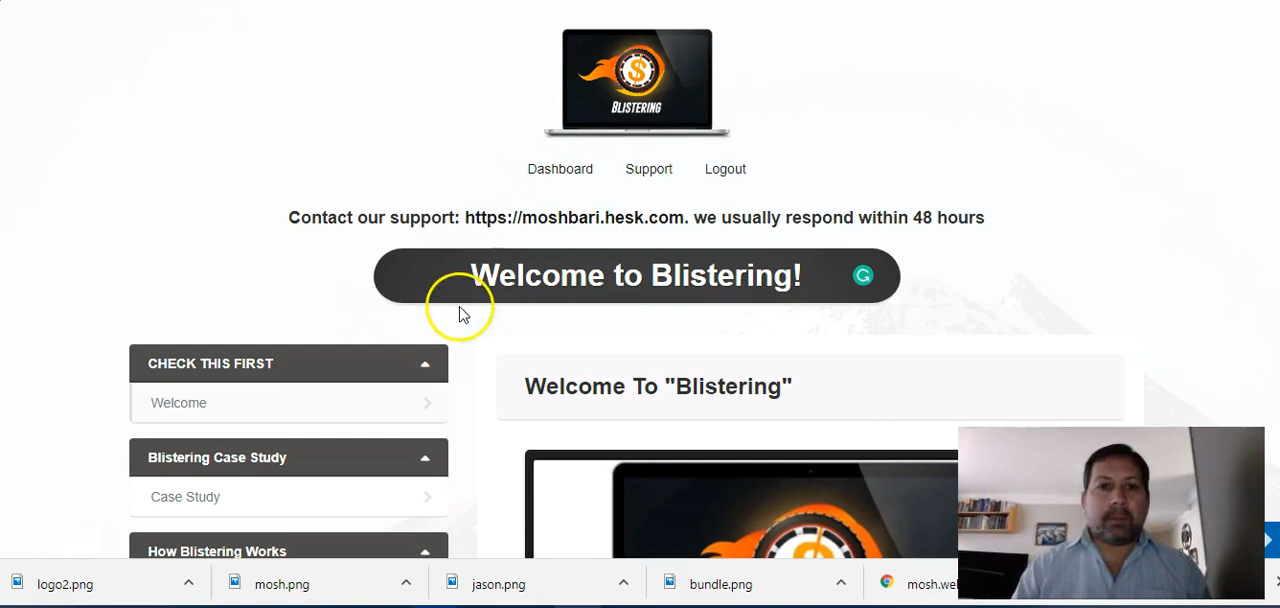 BLISTERING
Dashboard Support Logout
Contact our support: https://moshbari.hesk.com. we usually respond within 48 hours
Welcome to Blistering!
CHECK THIS FIRST
Welcome
Welcome To "Blistering"
Blistering Case Study
Case Study
How Blistering Works
logo2.png mosh.png jason.png bundle.png mosh.we